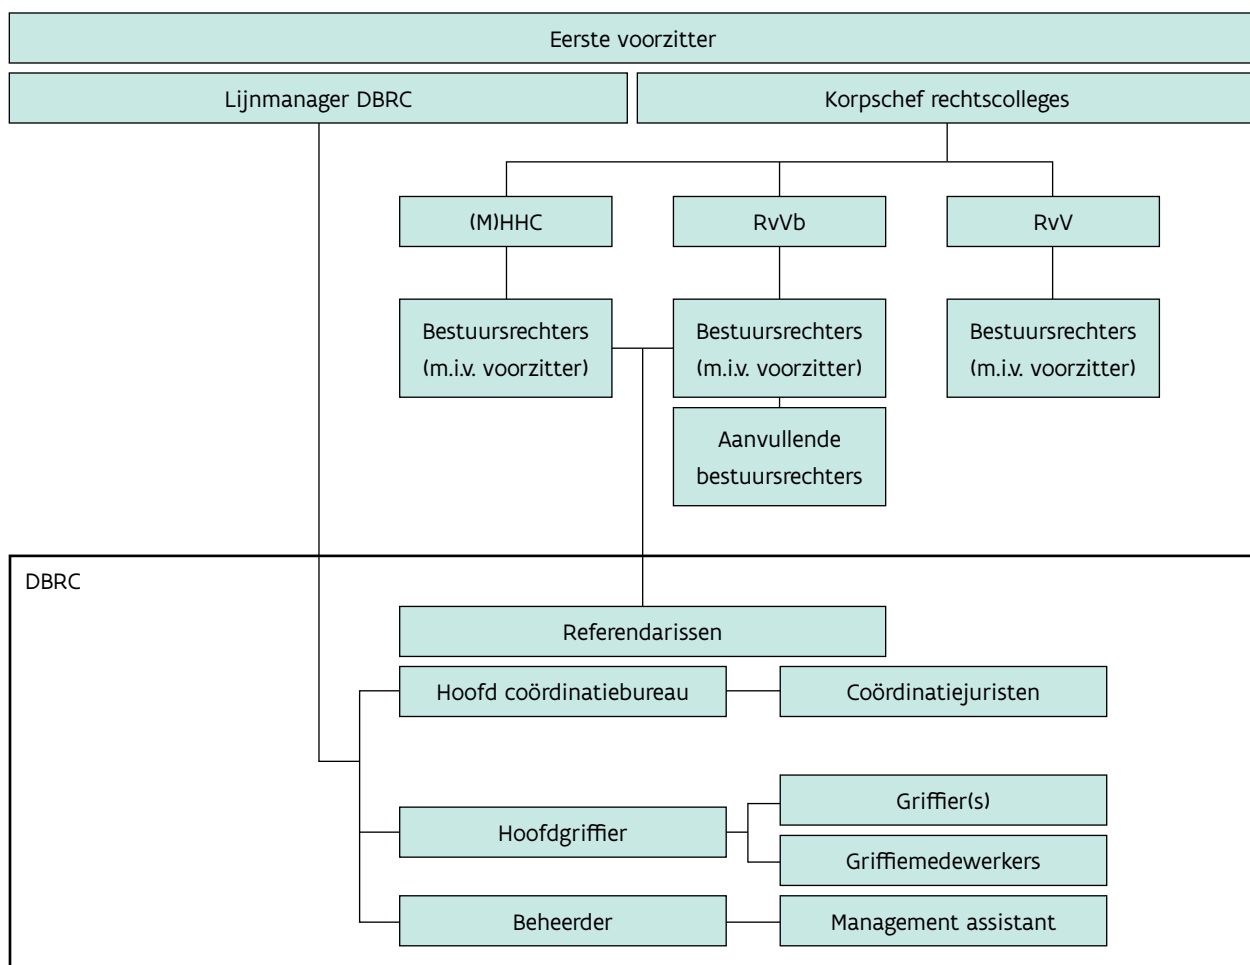 Eerste voorzitter
Lijnmanager DBRC
Korpschef rechtscolleges
(M)HHC
RvVb
RvV
Bestuursrechters
(m.i.v. voorzitter)
Bestuursrechters
(m.i.v. voorzitter)
Bestuursrechters
(m.i.v. voorzitter)
Aanvullende
bestuursrechters
DBRC
Referendarissen
Hoofd coördinatiebureau
Coördinatiejuristen
Griffier(s)
Hoofdgriffier
Griffiemedewerkers
Beheerder
Management assistant